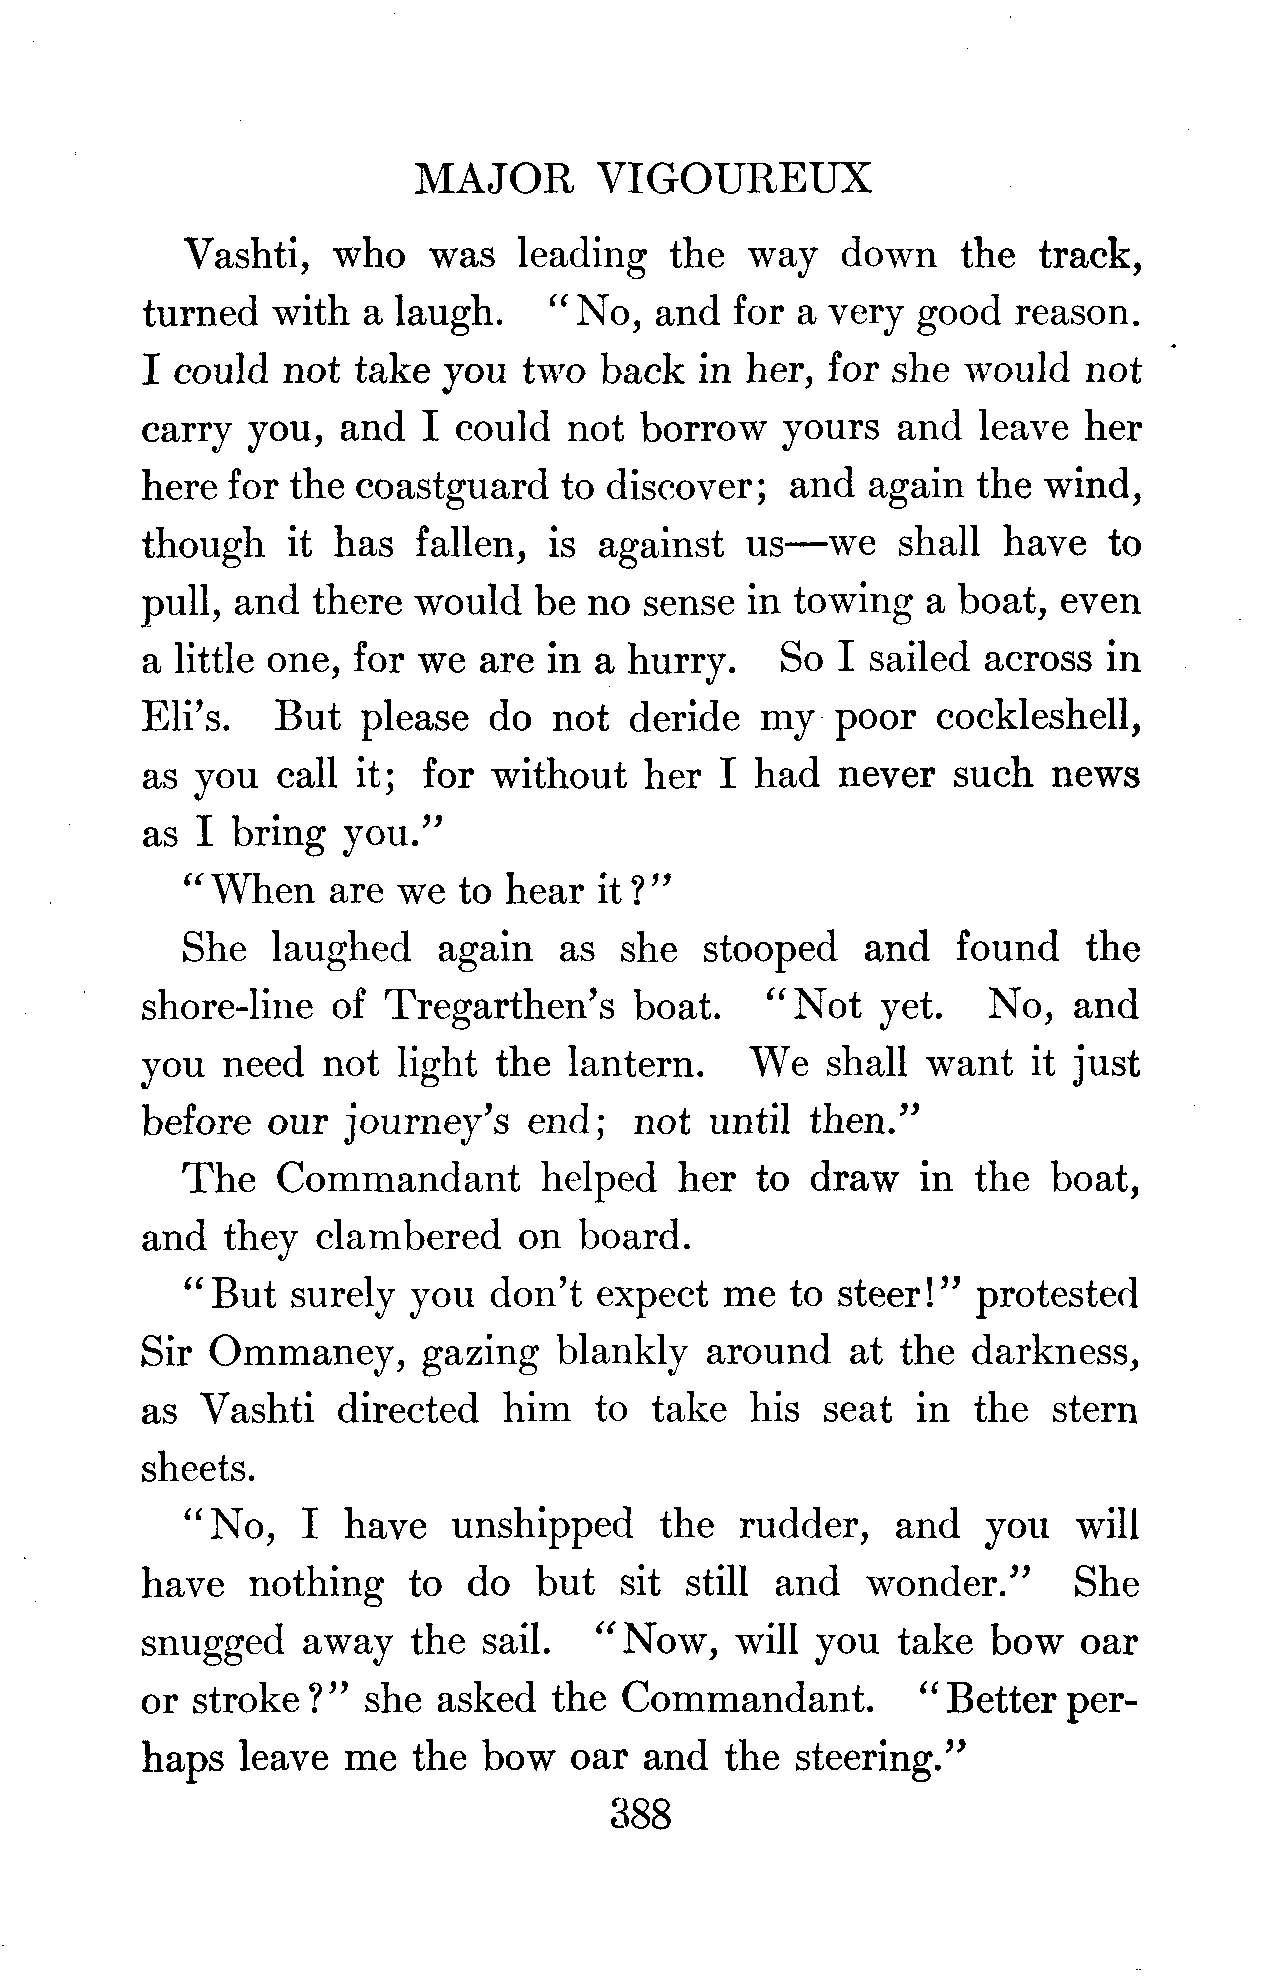 MAJOR VIGOUREUX
Vashti, who was leading the way down the track,
turned with a laugh. "No, and for a very good reason.
I could not take you two back in her, for she would not
carry you, and I could not borrow yours and leave her
here for the coastguard to discover; and again the wind,
though it has fallen, is against us—we shall have to
pull, and there would be no sense in towing a boat, even
a little one, for we are in a hurry. So I sailed across in
Eli's. But please do not deride my poor cockleshell,
as you call it; for without her I had never such news
as I bring you."
"When are we to hear it?"
She laughed again as she stooped and found the
shore-line of Tregarthen's boat. "Not yet. No, and
you need not light the lantern. We shall want it just
before our journey's end; not until then."
The Commandant helped her to draw in the boat,
and they clambered on board.
"But surely you don't expect me to steer!" protested
Sir Ommaney, gazing blankly around at the darkness,
as Vashti directed him to take his seat in the stern
sheets.
"No, I have unshipped the rudder, and you will
have nothing to do but sit still and wonder." She
snugged away the sail. "Now, will you take bow oar
or stroke?" she asked the Commandant. "Better per-
haps leave me the bow oar and the steering."
388